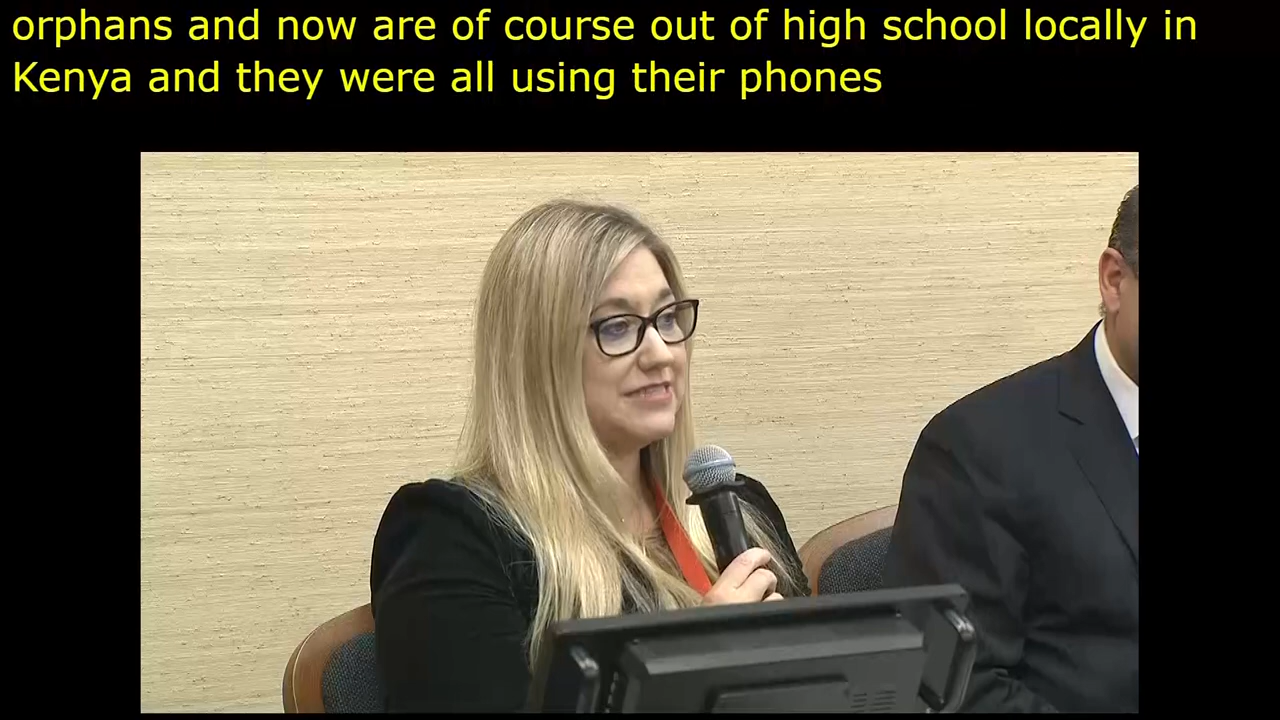 orphans and now are of course out of high school locally in
Kenya and they were all using their phones